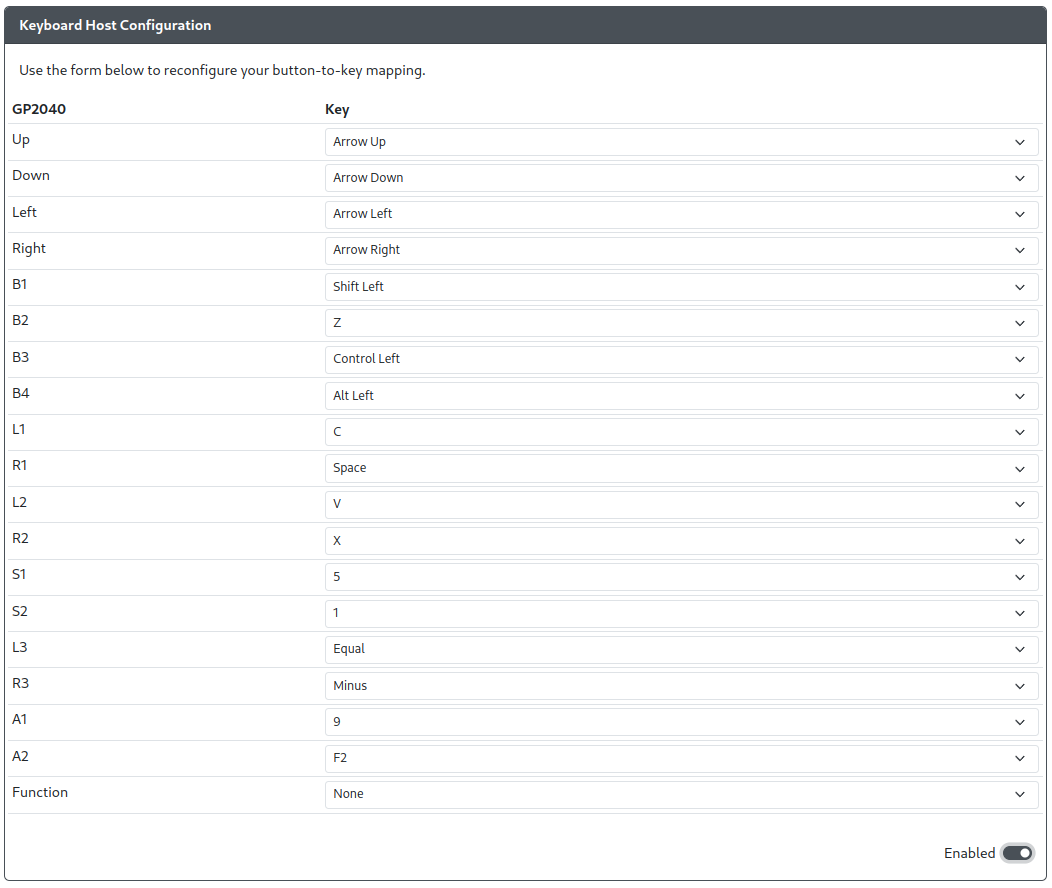 Keyboard Host Configuration
Use the form below to reconfigure your button-to-key mapping.
GP2040 Key
Up Arrow Up
Down Arrow Down
Left Arrow Left
Right Arrow Right
B1 Shift Left
B2 Z
B3 Control Left
B4 Alt Left
L1 C
R1 Space
L2 V
R2 X
S1 5
S2 1
L3 Equal
R3 Minus
A1 9
A2 F2
Function None
Enabled